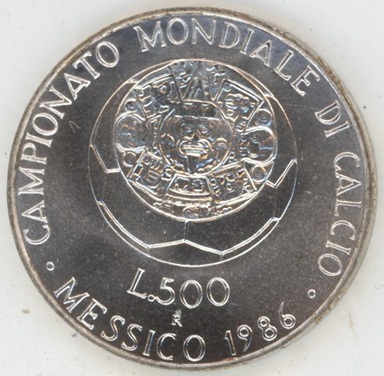 CAMPIONATO MONDIALE DI CALCIO
L.500
R
· MESSICO 1986 ·